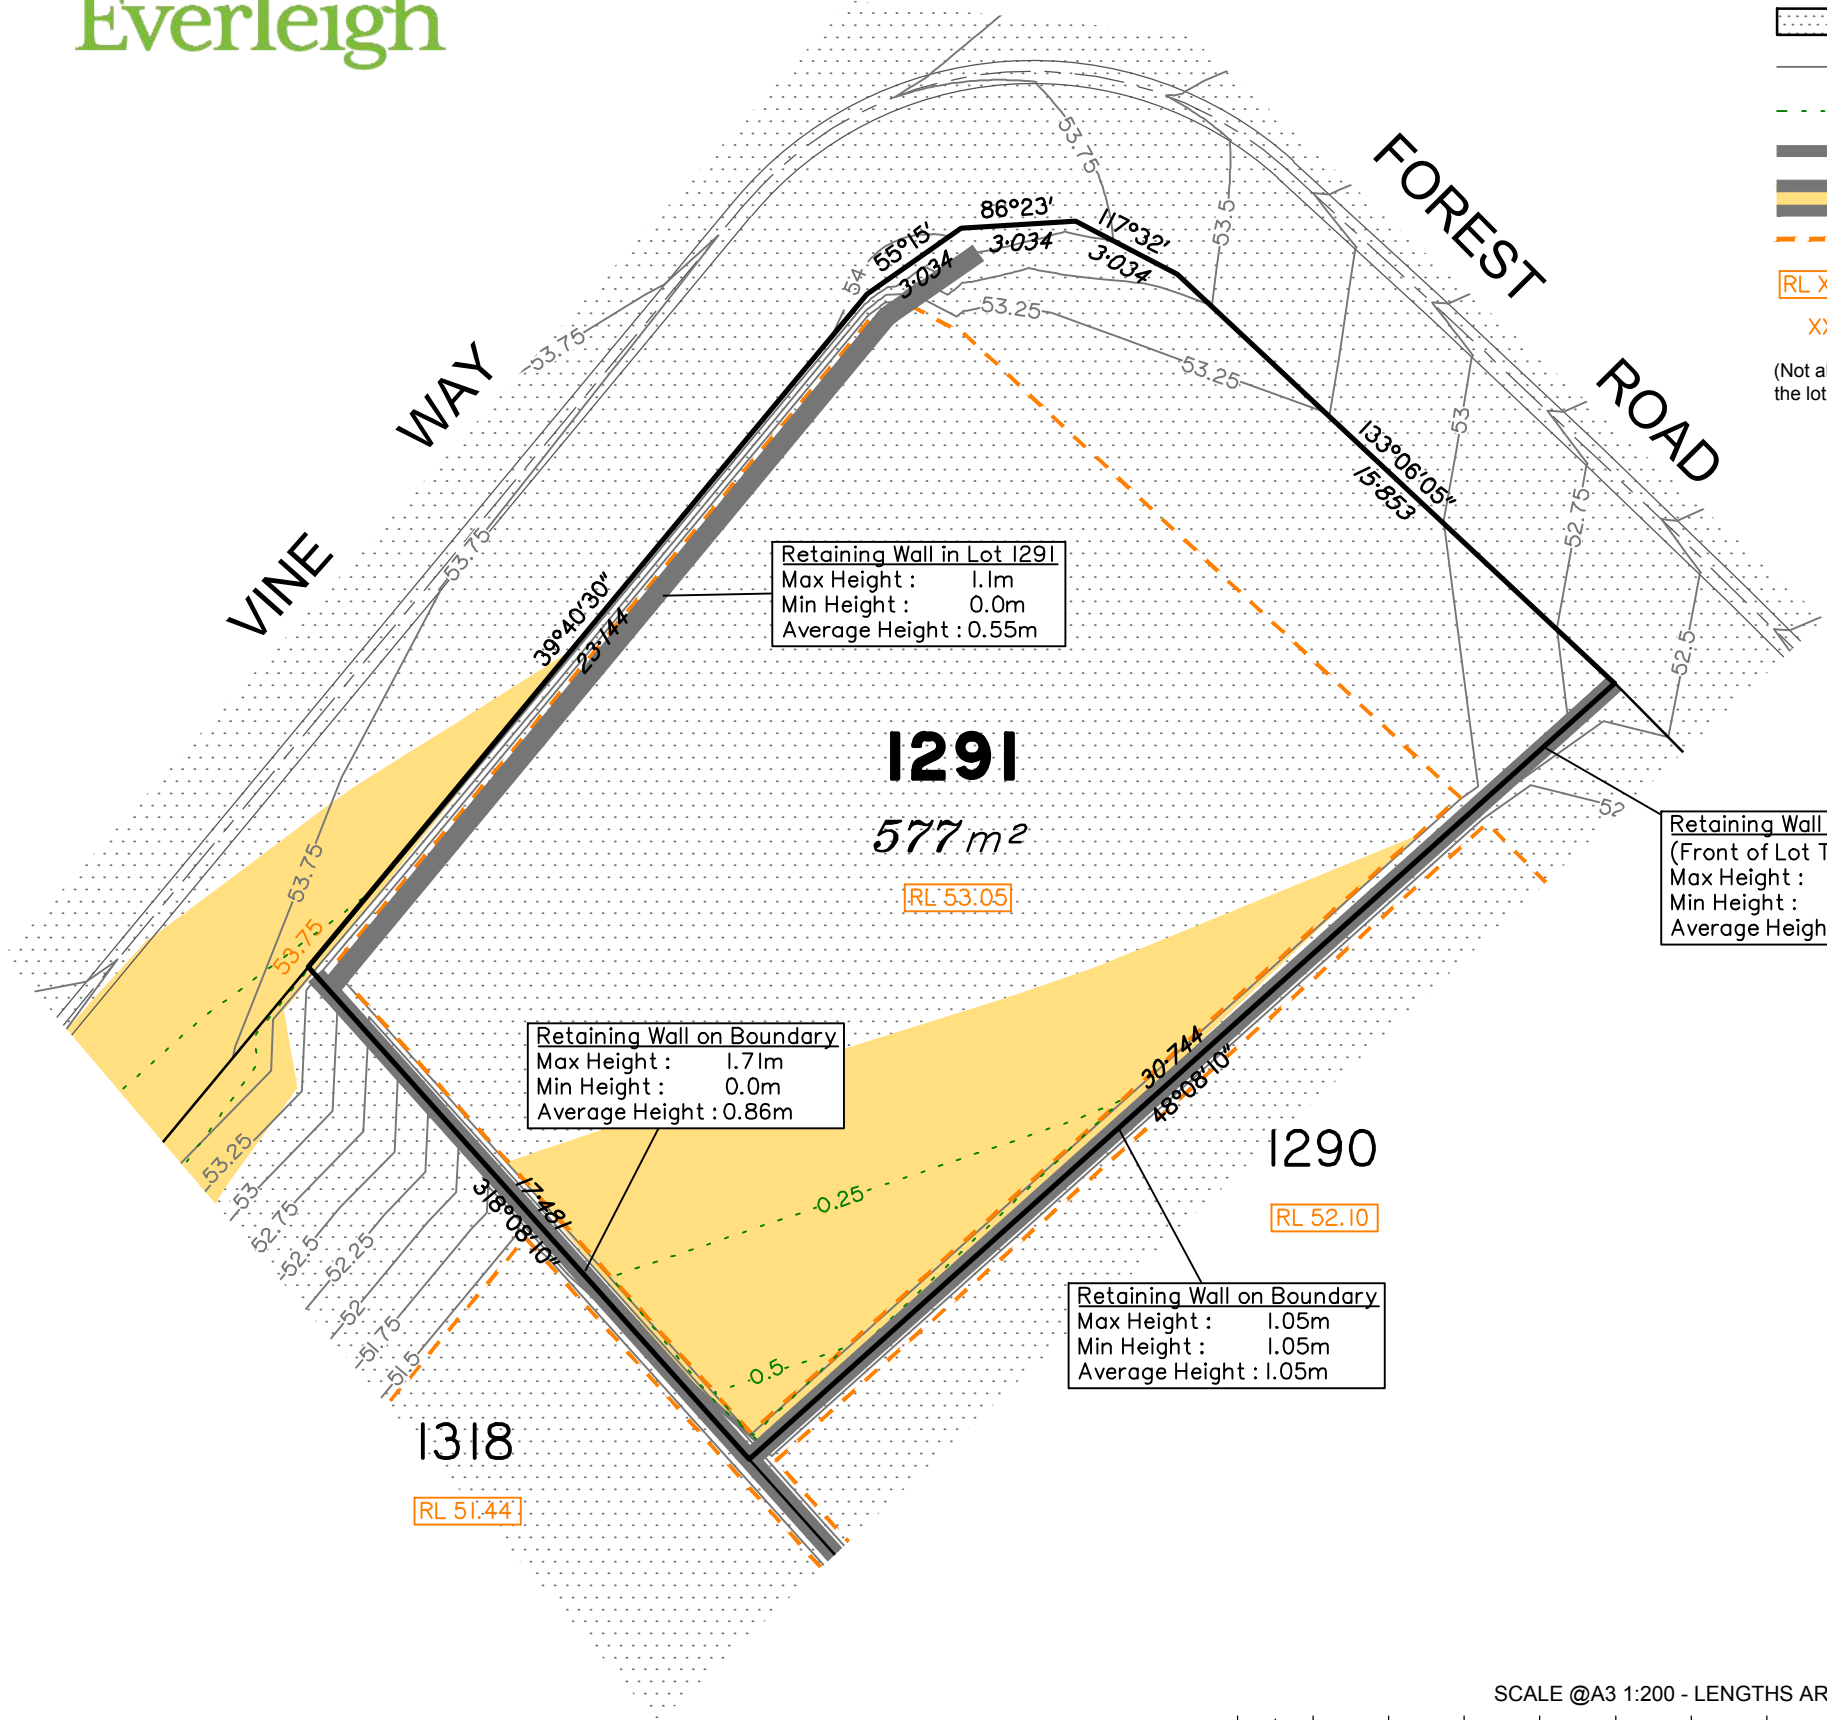 Everleigh
RL X
XX
(Not al
the lot
FOREST
ROAD
VINE
WAY
53.75
53.5
86°23'
3·034
117°32'
3·034
55°15'
3·034
54
53.25
53.25
53.75
53
133°06'05"
15·853
52.75
52.5
53.75
Retaining Wall in Lot 1291
Max Height : 1.1m
Min Height : 0.0m
Average Height : 0.55m
39°40'30"
23·144
1291
577m²
RL 53.05
52
Retaining Wall
(Front of Lot T
Max Height :
Min Height :
Average Heigh
53.75
53.75
Retaining Wall on Boundary
Max Height : 1.71m
Min Height : 0.0m
Average Height : 0.86m
30·744
48°08'10"
1290
RL 52.10
53.25
53
52.75
52.5
52.25
52
51.75
51.5
17·481
318°08'10"
0.25
0.5
Retaining Wall on Boundary
Max Height : 1.05m
Min Height : 1.05m
Average Height : 1.05m
1318
RL 51.44
SCALE @A3 1:200 - LENGTHS AR